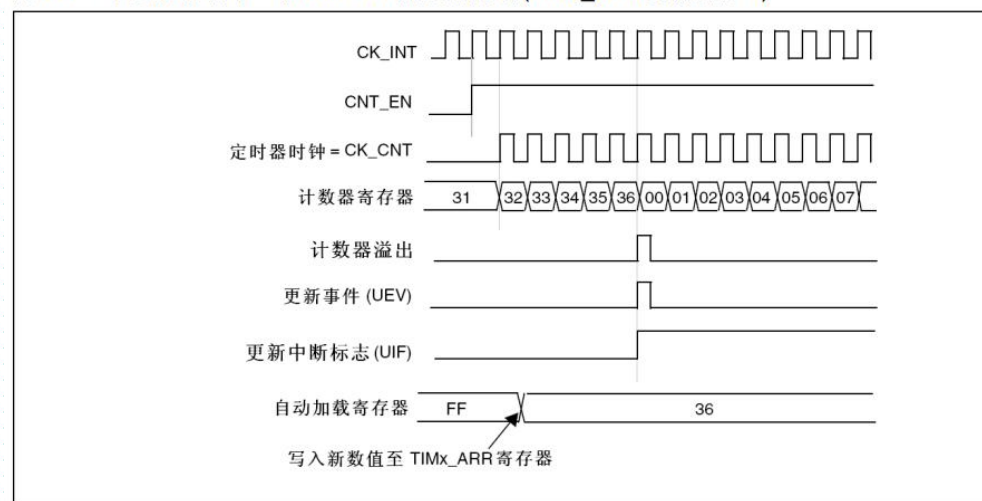 CK_INT
CNT_EN
定时器时钟 = CK_CNT
计数器寄存器 31 32 33 34 35 36 00 01 02 03 04 05 06 07
计数器溢出
更新事件 (UEV)
更新中断标志 (UIF)
自动加载寄存器 FF 36
写入新数值至 TIMx_ARR寄存器